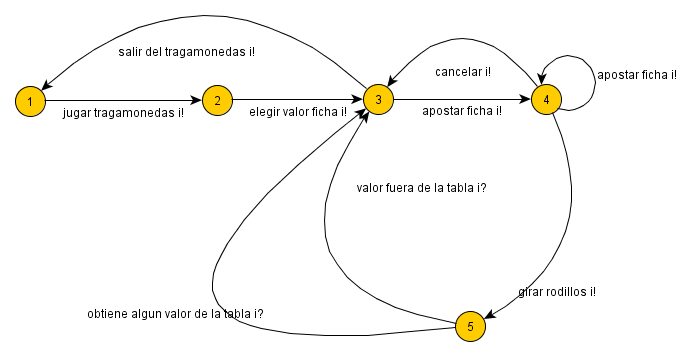 salir del tragamonedas i!
cancelar i!
apostar ficha i!
1
2
3
4
jugar tragamonedas i!
elegir valor ficha i!
apostar ficha i!
valor fuera de la tabla i?
girar rodillos i!
obtiene algun valor de la tabla i?
5